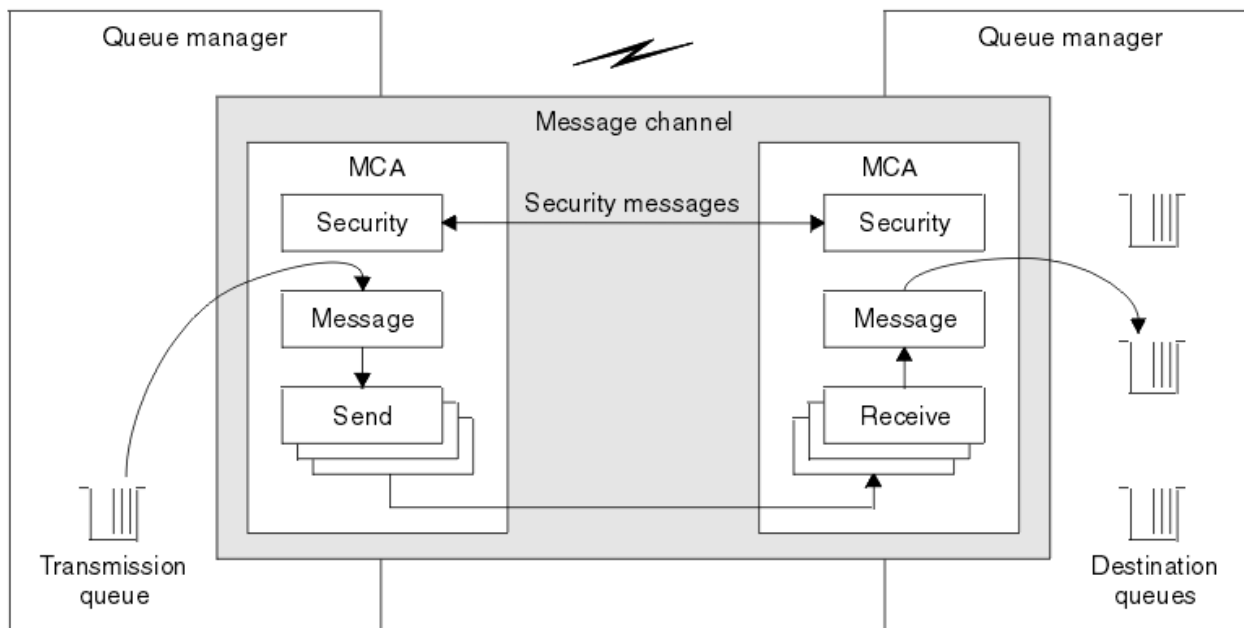 Queue manager
Queue manager
Message channel
MCA
MCA
Security
Security messages
Security
Message
Message
Send
Receive
Transmission
queue
Destination
queues